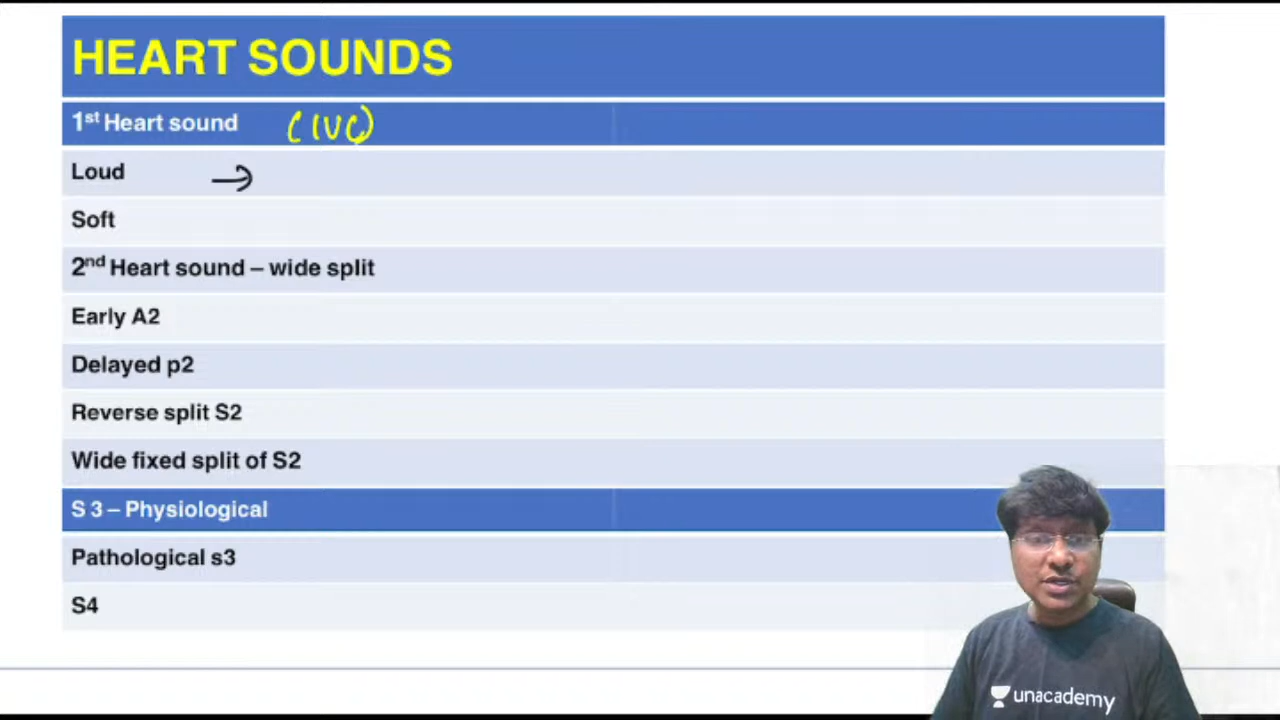 HEART SOUNDS
1st Heart sound (IVC)
Loud →
Soft
2nd Heart sound – wide split
Early A2
Delayed p2
Reverse split S2
Wide fixed split of S2
S 3 – Physiological
Pathological s3
S4
unacademy